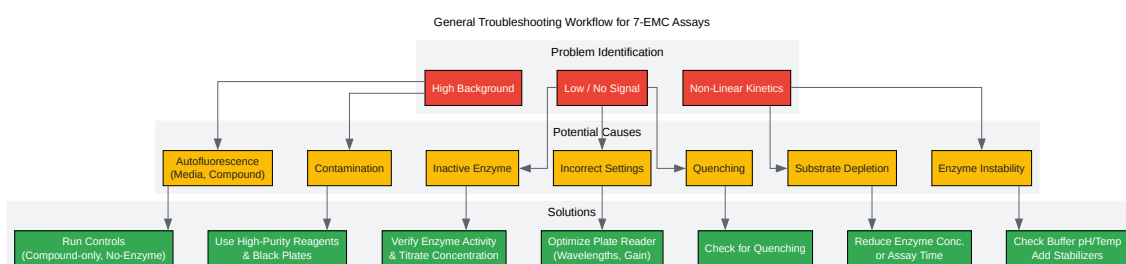 General Troubleshooting Workflow for 7-EMC Assays
Problem Identification
High Background
Low / No Signal
Non-Linear Kinetics
Potential Causes
Autofluorescence
(Media, Compound)
Contamination
Inactive Enzyme
Incorrect Settings
Quenching
Substrate Depletion
Enzyme Instability
Solutions
Run Controls
(Compound-only, No-Enzyme)
Use High-Purity Reagents
& Black Plates
Verify Enzyme Activity
& Titrate Concentration
Optimize Plate Reader
(Wavelengths, Gain)
Check for Quenching
Reduce Enzyme Conc.
or Assay Time
Check Buffer pH/Temp
Add Stabilizers